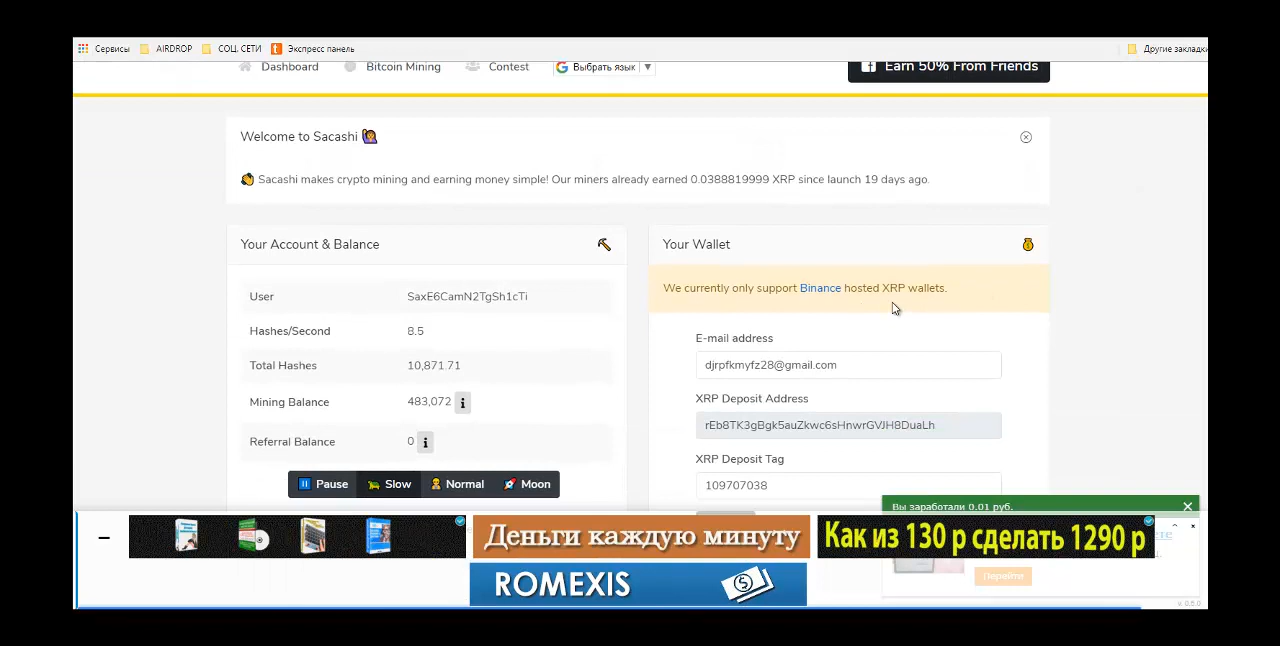 Сервисы AIRDROP СОЦ. СЕТИ Экспресс панель Другие закладки
Dashboard Bitcoin Mining Contest Выбрать язык ▼ Earn 50% From Friends
Welcome to Sacashi
Sacashi makes crypto mining and earning money simple! Our miners already earned 0.0388819999 XRP since launch 19 days ago.
Your Account & Balance
User SaxE6CamN2TgSh1cTi
Hashes/Second 8.5
Total Hashes 10,871.71
Mining Balance 483,072
Referral Balance 0
Pause Slow Normal Moon
Your Wallet
We currently only support Binance hosted XRP wallets.
E-mail address
djrpfkmyfz28@gmail.com
XRP Deposit Address
rEb8TK3gBgk5auZkwc6sHnwrGVJH8DuaLh
XRP Deposit Tag
109707038
Вы заработали 0.01 руб.
Деньги каждую минуту
Как из 130 р сделать 1290 р
Перейти
ROMEXIS
v. 0.5.0